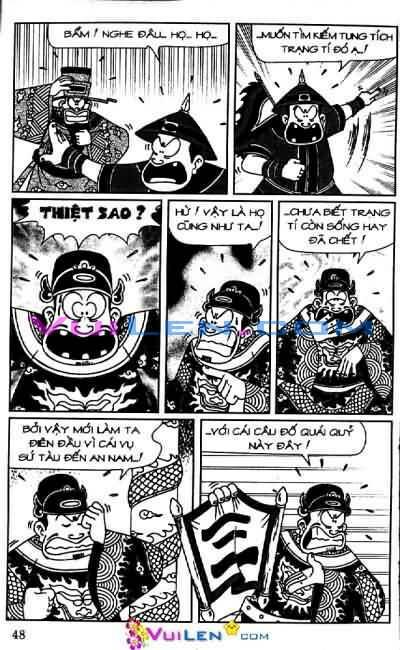 BẨM ! NGHE ĐÂU... HỌ... HỌ...
...MUỐN TÌM KIẾM TUNG TÍCH
TRẠNG TÍ ĐÓ Ạ...!
THIỆT SAO ?
HỪ ! VẬY LÀ HỌ
CŨNG NHƯ TA...!
...CHƯA BIẾT TRẠNG
TÍ CÒN SỐNG HAY
ĐÃ CHẾT !
BỞI VẬY MỚI LÀM TA
ĐIÊN ĐẦU VÌ CÁI VỤ
SỨ TÀU ĐẾN AN NAM...!
...VỚI CÁI CÂU ĐỐ QUÁI QUỶ
NÀY ĐÂY !
三
VUILEN.COM
48
VUILEN.COM